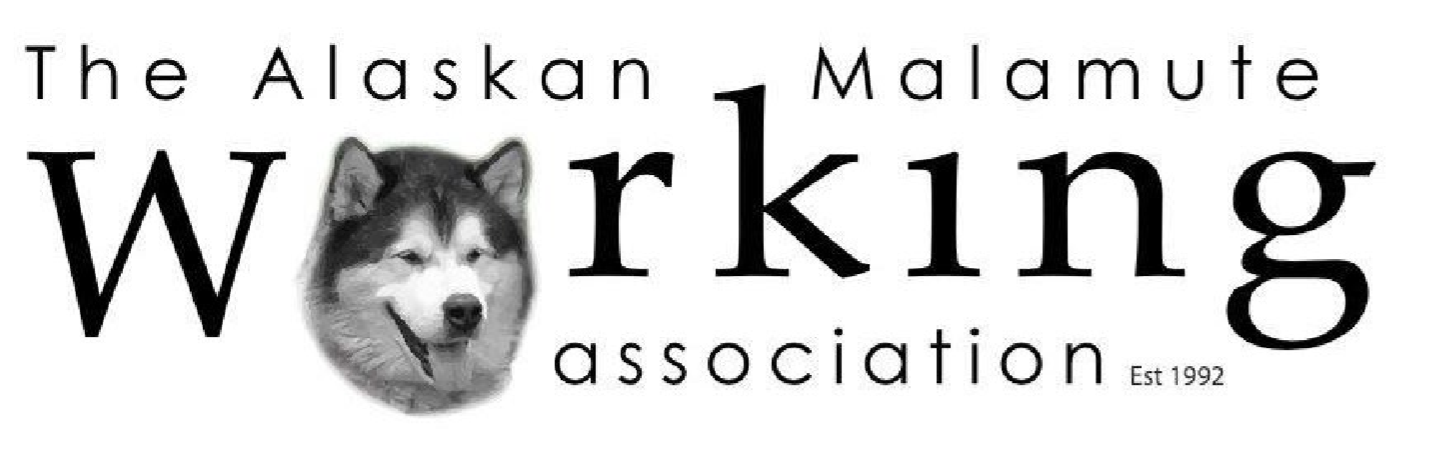 The Alaskan Malamute
Working
association Est 1992